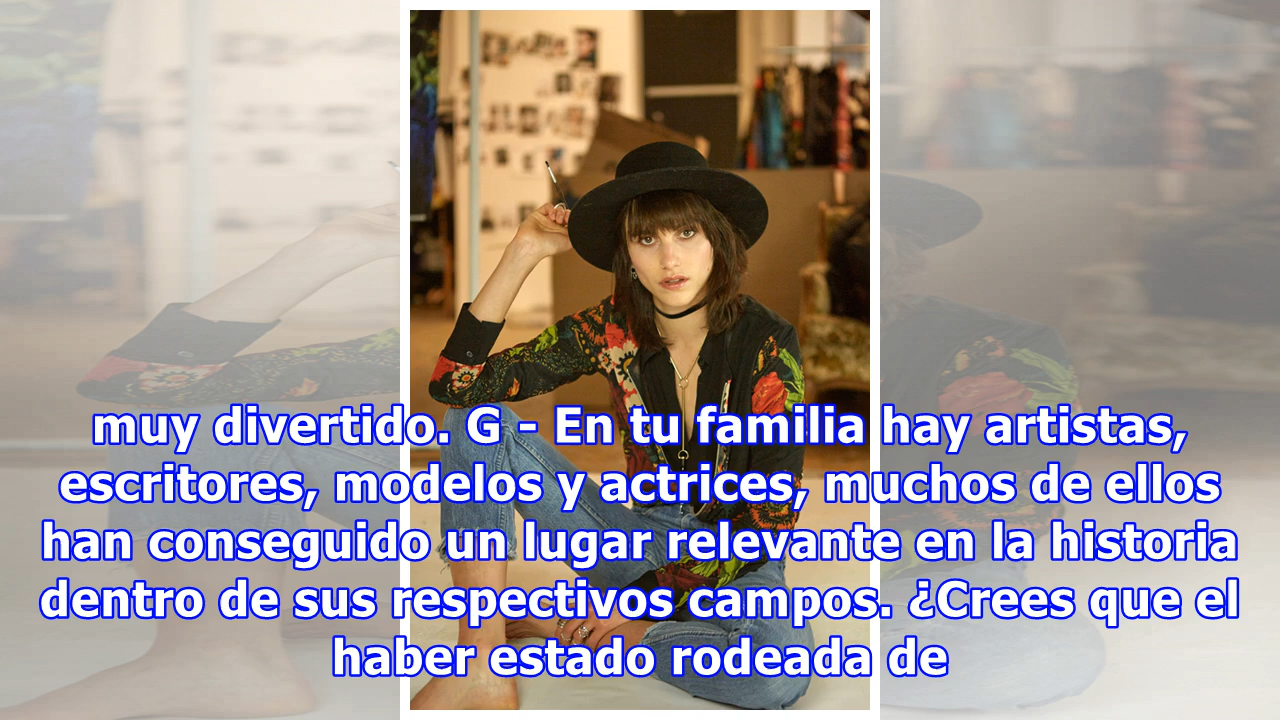 muy divertido. G - En tu familia hay artistas,
escritores, modelos y actrices, muchos de ellos
han conseguido un lugar relevante en la historia
dentro de sus respectivos campos. ¿Crees que el
haber estado rodeada de